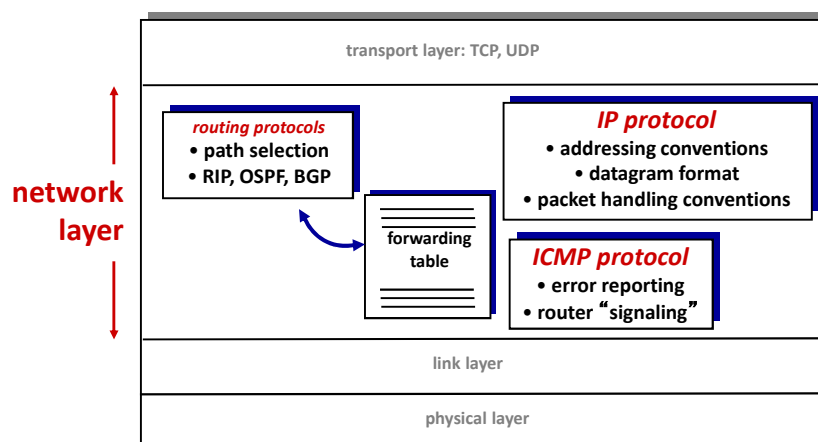 transport layer: TCP, UDP
network
layer
routing protocols
• path selection
• RIP, OSPF, BGP
forwarding
table
IP protocol
• addressing conventions
• datagram format
• packet handling conventions
ICMP protocol
• error reporting
• router “signaling”
link layer
physical layer